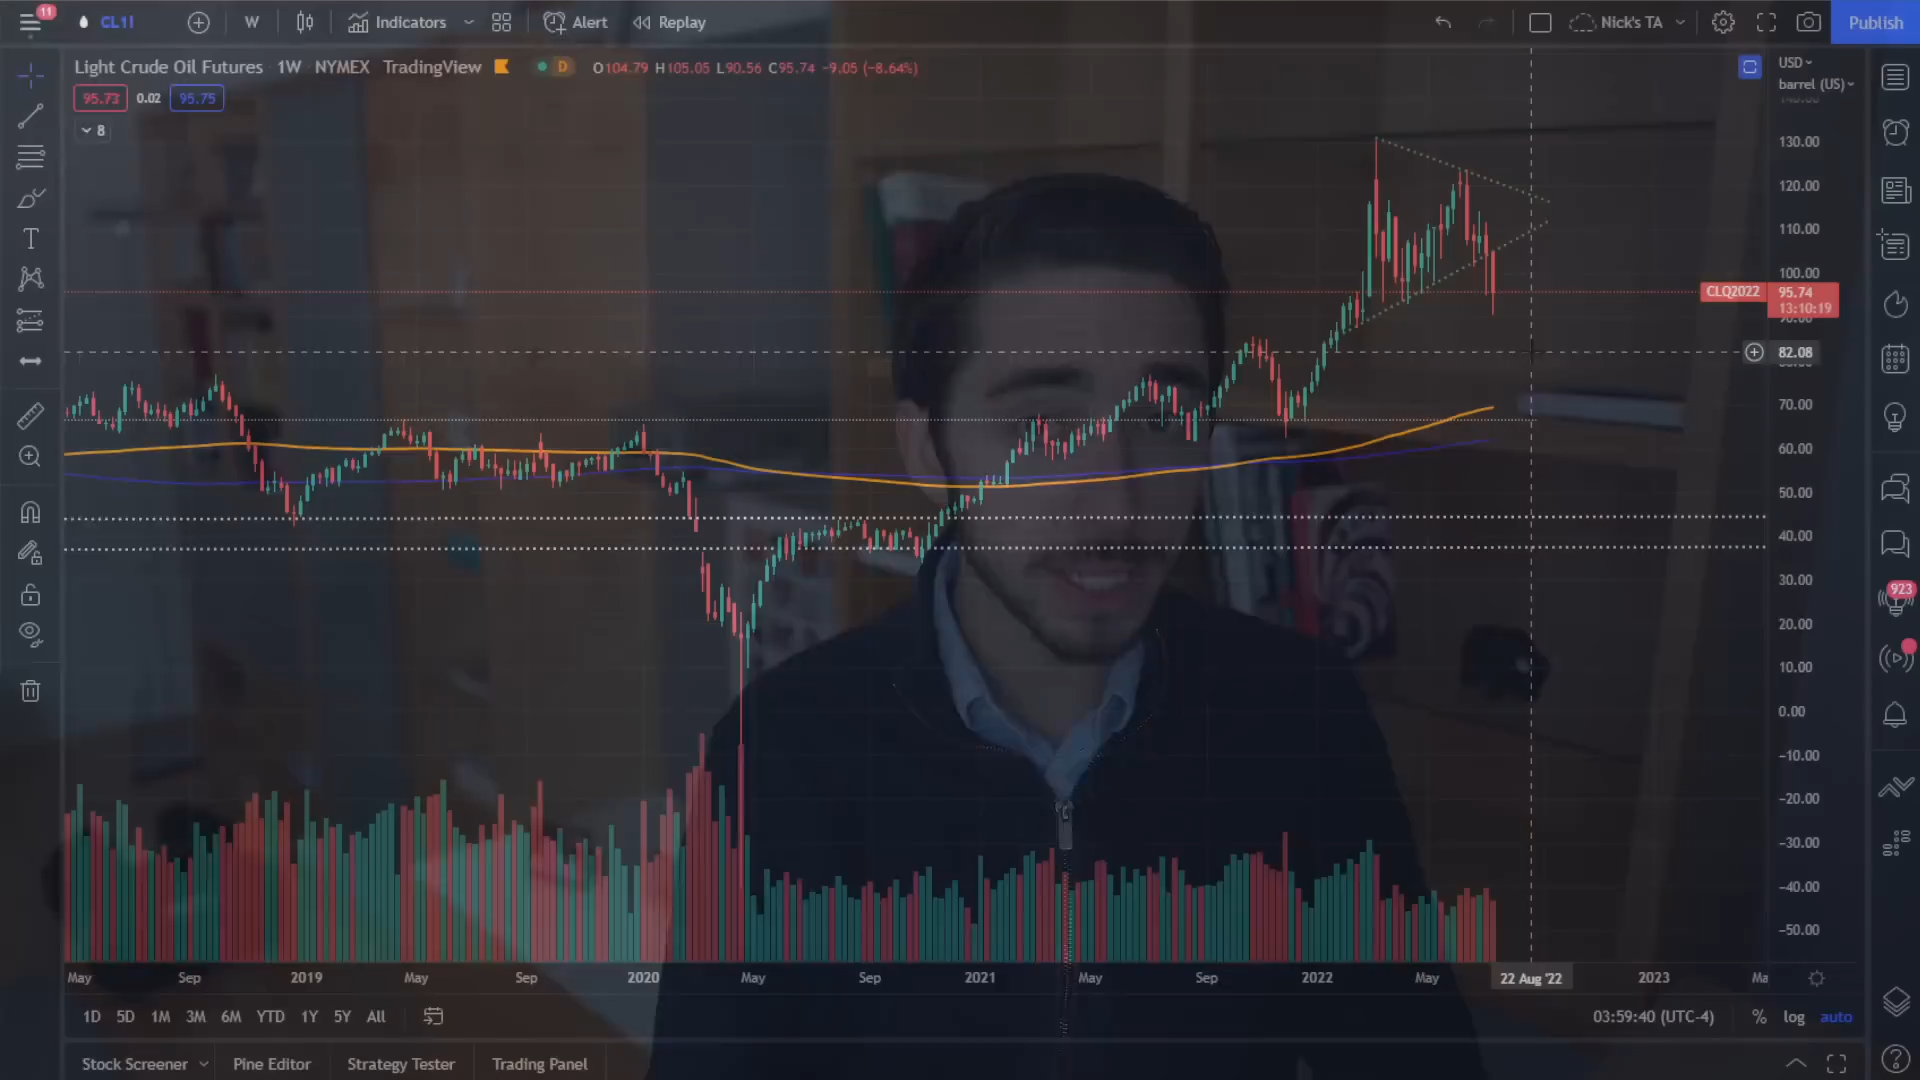 11
CL1!
W
Indicators
Alert
Replay
Nick's TA
Publish
Light Crude Oil Futures 1W NYMEX TradingView
D
O104.79 H105.05 L90.56 C95.74 -9.05 (-8.64%)
USD
barrel (US)
95.73
0.02
95.75
8
130.00
120.00
110.00
100.00
CLQ2022
95.74
13:10:19
90.00
82.08
70.00
60.00
50.00
40.00
30.00
20.00
10.00
0.00
-10.00
-20.00
-30.00
-40.00
-50.00
923
May
Sep
2019
May
Sep
2020
May
Sep
2021
May
Sep
2022
May
22 Aug '22
2023
Ma
1D
5D
1M
3M
6M
YTD
1Y
5Y
All
03:59:40 (UTC-4)
%
log
auto
Stock Screener
Pine Editor
Strategy Tester
Trading Panel